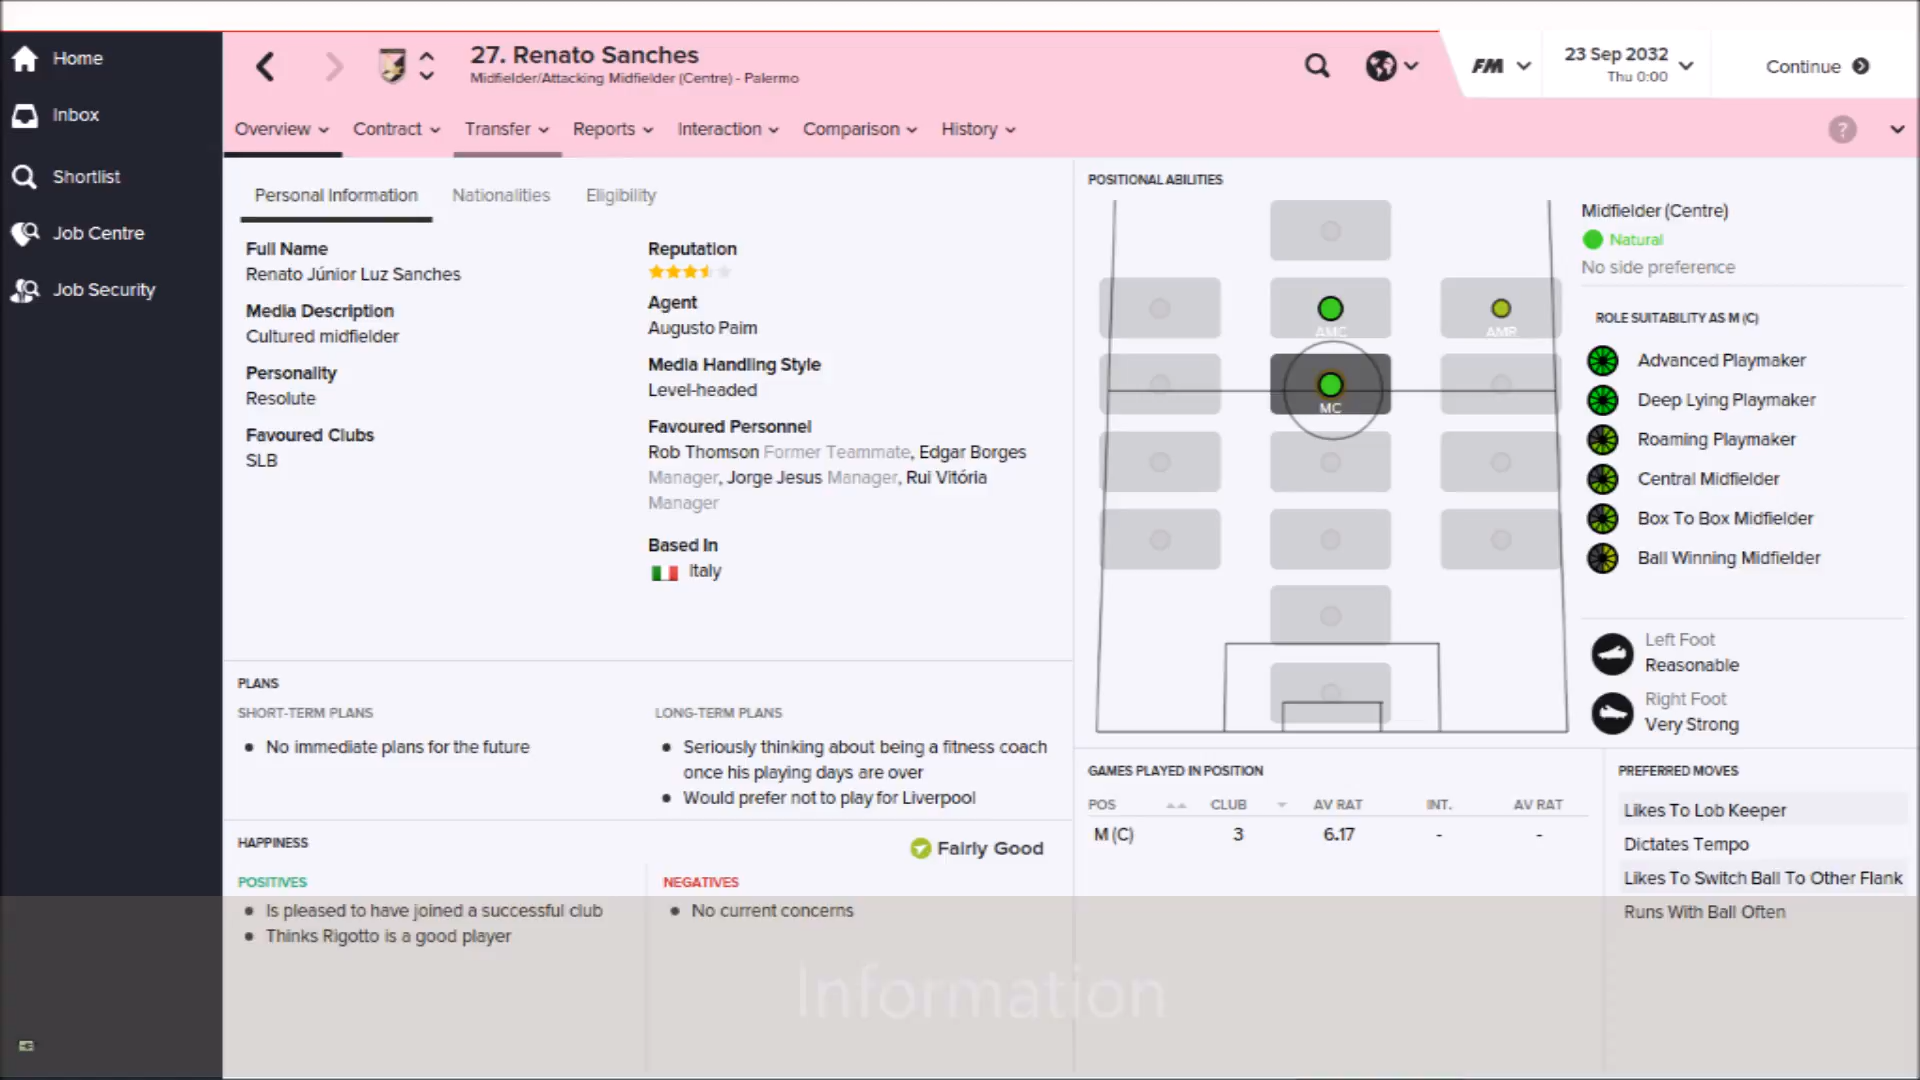 Home
Inbox
Shortlist
Job Centre
Job Security
27. Renato Sanches
Midfielder/Attacking Midfielder (Centre) - Palermo
FM
23 Sep 2032
Thu 0:00
Continue
Overview
Contract
Transfer
Reports
Interaction
Comparison
History
?
Personal Information
Nationalities
Eligibility
Full Name
Renato Júnior Luz Sanches
Media Description
Cultured midfielder
Personality
Resolute
Favoured Clubs
SLB
Reputation
Agent
Augusto Paim
Media Handling Style
Level-headed
Favoured Personnel
Rob Thomson Former Teammate, Edgar Borges
Manager, Jorge Jesus Manager, Rui Vitória
Manager
Based In
Italy
PLANS
SHORT-TERM PLANS
No immediate plans for the future
LONG-TERM PLANS
Seriously thinking about being a fitness coach
once his playing days are over
Would prefer not to play for Liverpool
HAPPINESS
Fairly Good
POSITIVES
Is pleased to have joined a successful club
Thinks Rigotto is a good player
NEGATIVES
No current concerns
POSITIONAL ABILITIES
AMC
AMR
MC
Midfielder (Centre)
Natural
No side preference
ROLE SUITABILITY AS M (C)
Advanced Playmaker
Deep Lying Playmaker
Roaming Playmaker
Central Midfielder
Box To Box Midfielder
Ball Winning Midfielder
Left Foot
Reasonable
Right Foot
Very Strong
GAMES PLAYED IN POSITION
POS CLUB AV RAT INT. AV RAT
M (C) 3 6.17 - -
PREFERRED MOVES
Likes To Lob Keeper
Dictates Tempo
Likes To Switch Ball To Other Flank
Runs With Ball Often
Information